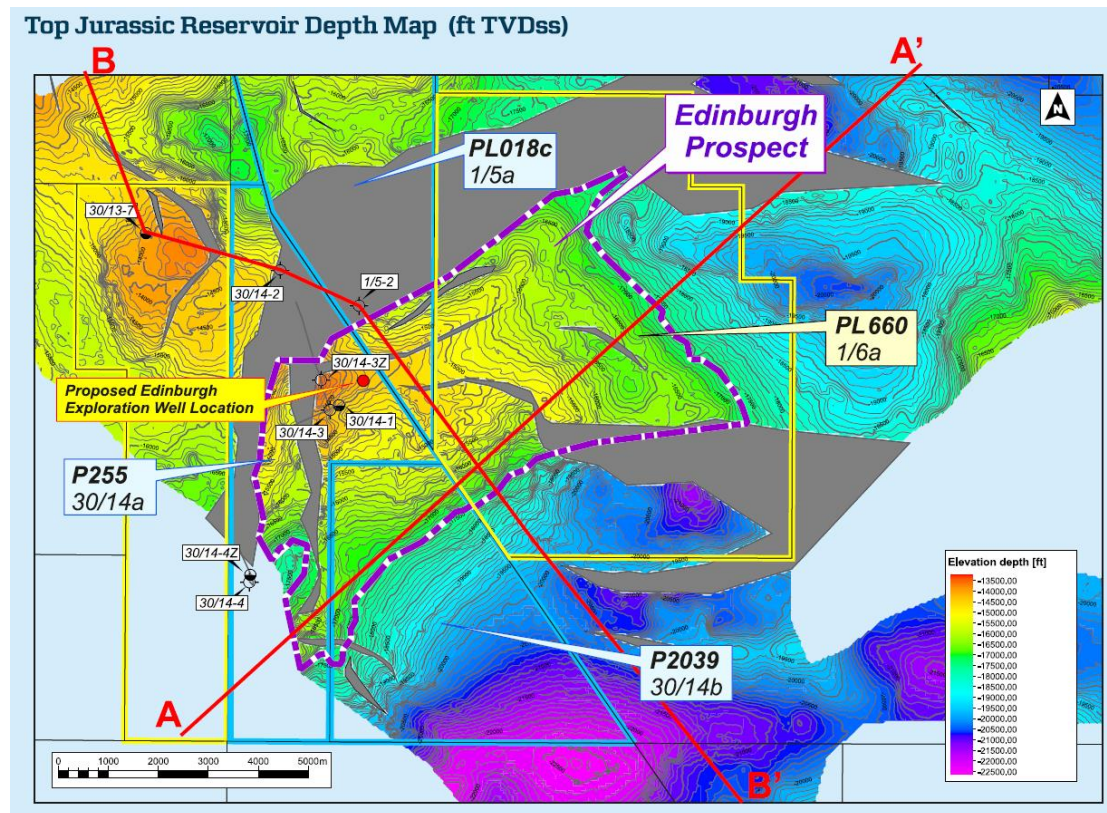 Top Jurassic Reservoir Depth Map (ft TVDss)
B
A'
N
Edinburgh
Prospect
PL018c
1/5a
30/13-7
30/14-2
1/5-2
PL660
1/6a
30/14-3Z
Proposed Edinburgh
Exploration Well Location
30/14-1
30/14-3
P255
30/14a
30/14-4Z
30/14-4
P2039
30/14b
A
B'
0 1000 2000 3000 4000 5000m
Elevation depth [ft]
-13500,00
-14000,00
-14500,00
-15000,00
-15500,00
-16000,00
-16500,00
-17000,00
-17500,00
-18000,00
-18500,00
-19000,00
-19500,00
-20000,00
-20500,00
-21000,00
-21500,00
-22000,00
-22500,00